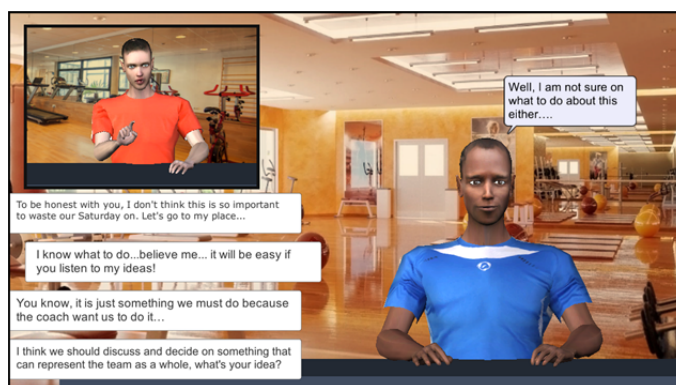 Well, I am not sure on
what to do about this
either....
To be honest with you, I don't think this is so important
to waste our Saturday on. Let's go to my place...
I know what to do...believe me... it will be easy if
you listen to my ideas!
You know, it is just something we must do because
the coach want us to do it...
I think we should discuss and decide on something that
can represent the team as a whole, what's your idea?